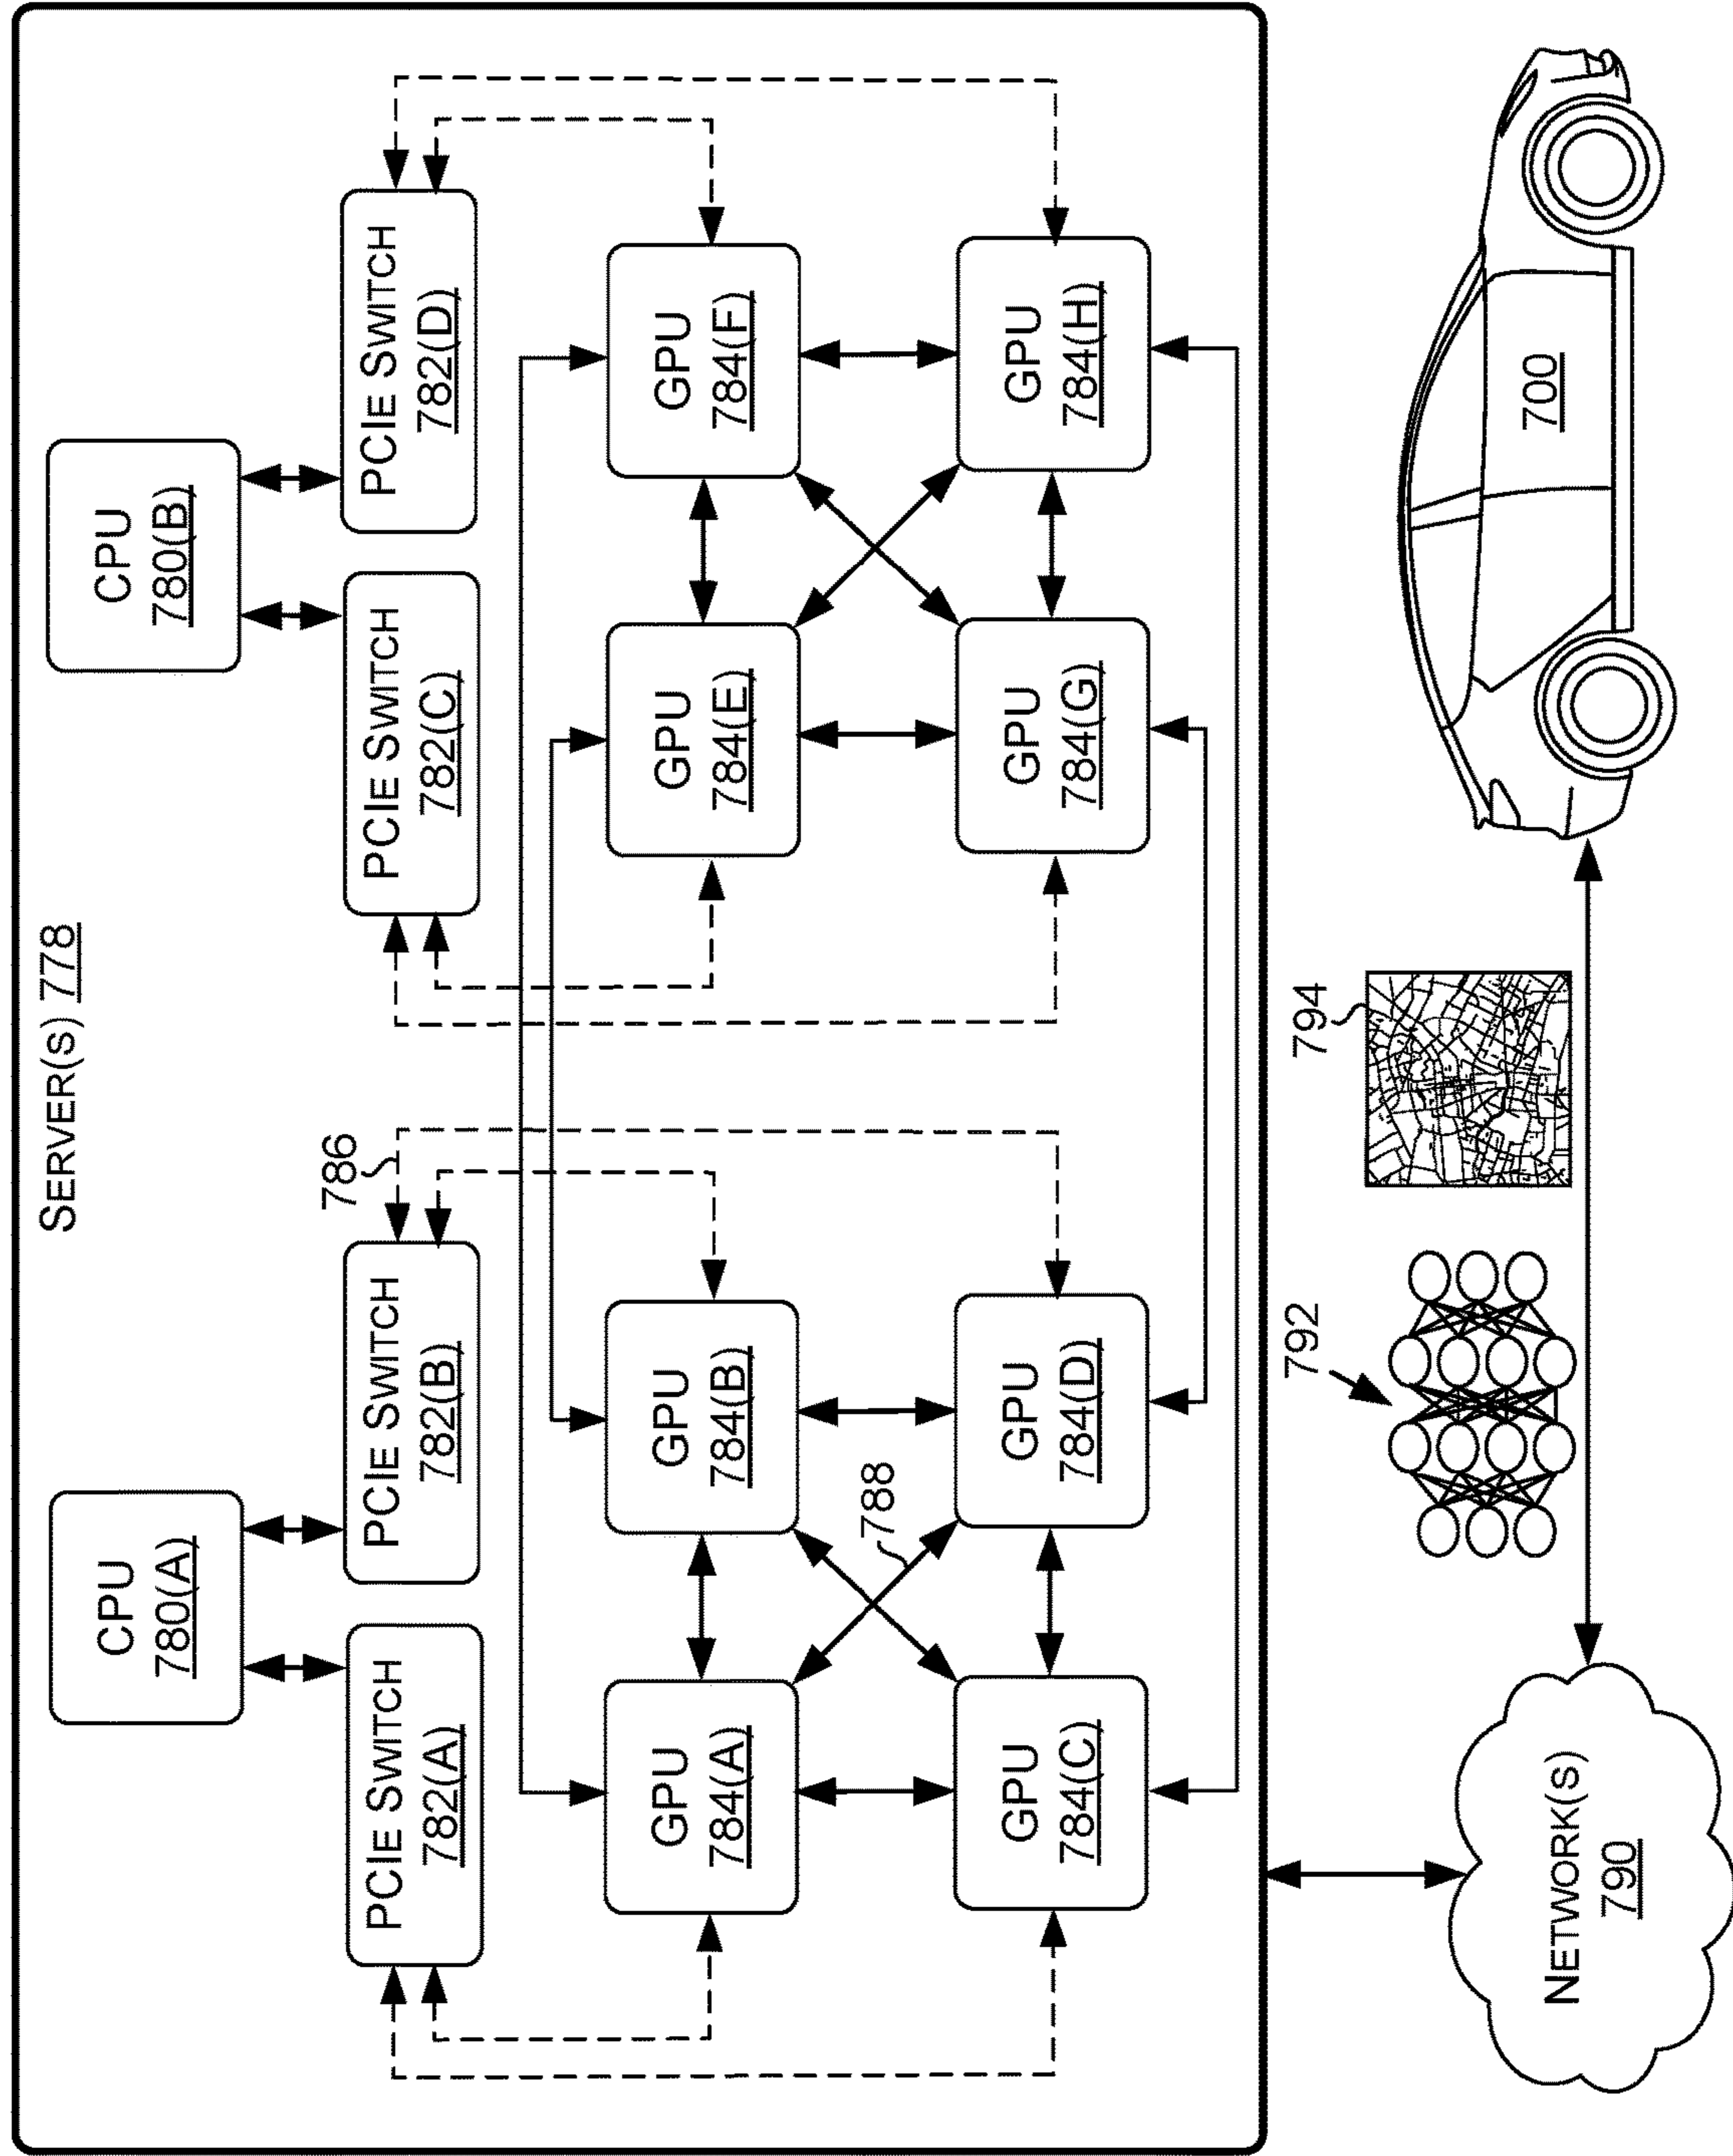 SERVER(S) 778
CPU
780(A)
CPU
780(B)
PCIE SWITCH
782(A)
PCIE SWITCH
782(B)
786
PCIE SWITCH
782(C)
PCIE SWITCH
782(D)
GPU
784(A)
GPU
784(B)
GPU
784(E)
GPU
784(F)
788
GPU
784(C)
GPU
784(D)
GPU
784(G)
GPU
784(H)
NETWORK(S)
790
792
794
700